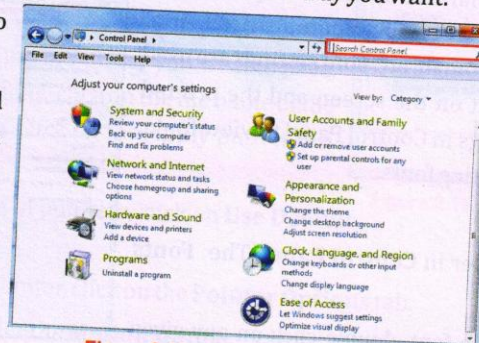 you want.
Control Panel
Search Control Panel
File Edit View Tools Help
Adjust your computer's settings
View by: Category
System and Security
Review your computer's status
Back up your computer
Find and fix problems
Network and Internet
View network status and tasks
Choose homegroup and sharing
options
Hardware and Sound
View devices and printers
Add a device
Programs
Uninstall a program
User Accounts and Family
Safety
Add or remove user accounts
Set up parental controls for any
user
Appearance and
Personalization
Change the theme
Change desktop background
Adjust screen resolution
Clock, Language, and Region
Change keyboards or other input
methods
Change display language
Ease of Access
Let Windows suggest settings
Optimize visual display